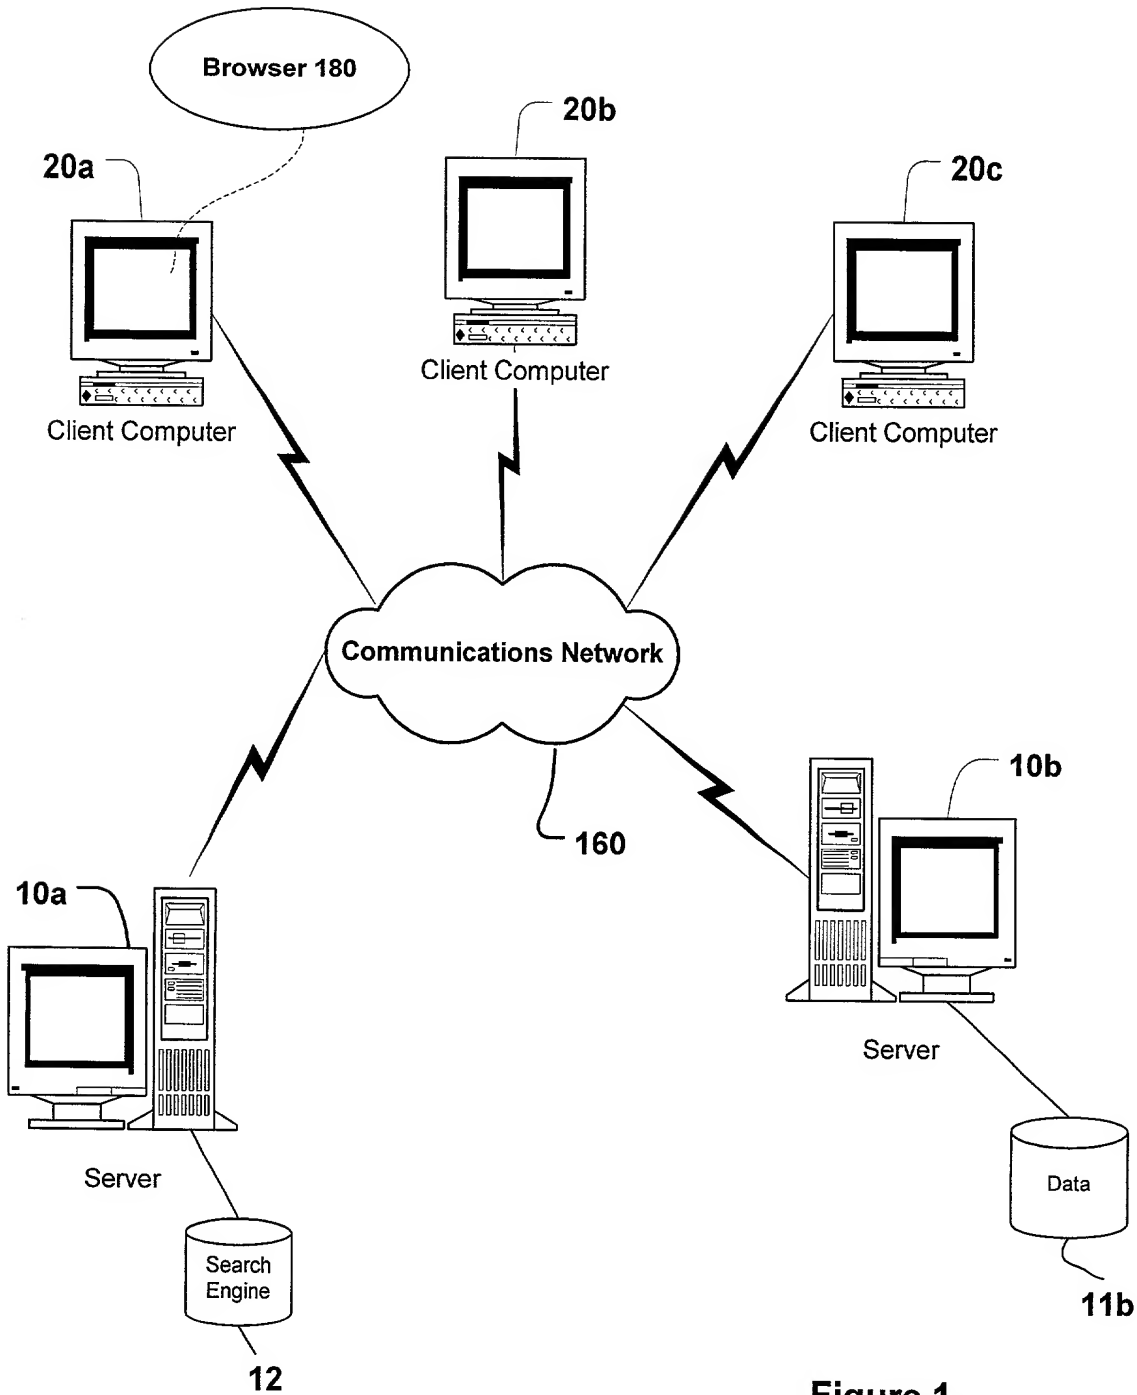 Browser 180
20b
20a
20c
Client Computer
Client Computer
Client Computer
Communications Network
10b
160
10a
Server
Server
Data
Search
Engine
11b
12
Figure 1